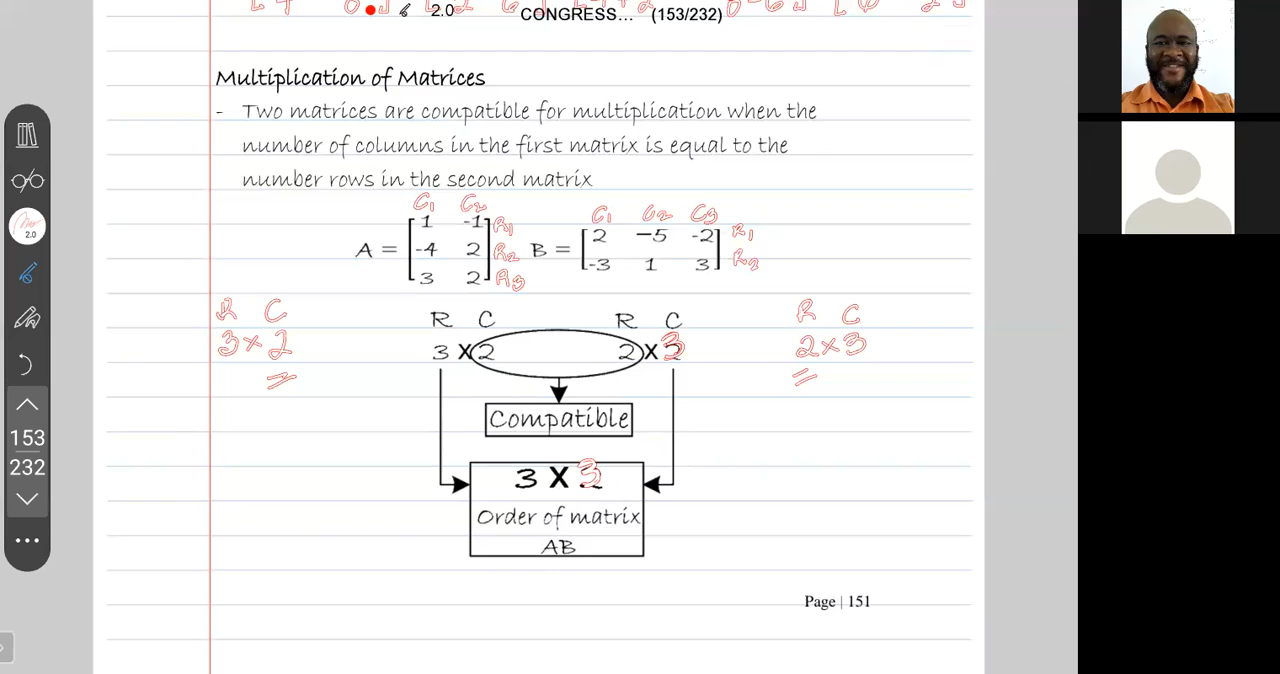 2.0
CONGRESS... (153/232)
Multiplication of Matrices
- Two matrices are compatible for multiplication when the
number of columns in the first matrix is equal to the
number rows in the second matrix
C1 C2 C1 C2 C3
1 -1 R1 2 -5 -2 R1
A = -4 2 R2 B = -3 1 3 R2
3 2 R3
R C R C R C R C
3 × 2 3 X 2 2 X 3 2 × 3
Compatible
3 X 3
Order of matrix
AB
2.0
153
232
Page | 151